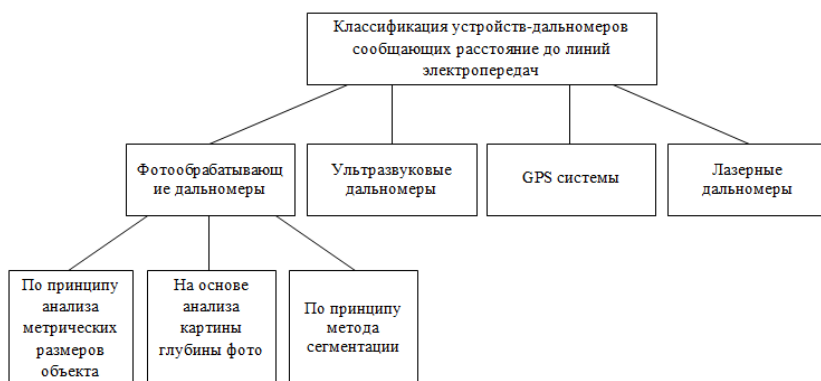 Классификация устройств-дальномеров
сообщающих расстояние до линий
электропередач
Фотообрабатывающ
ие дальномеры
Ультразвуковые
дальномеры
GPS системы
Лазерные
дальномеры
По принципу
анализа
метрических
размеров
объекта
На основе
анализа
картины
глубины фото
По принципу
метода
сегментации